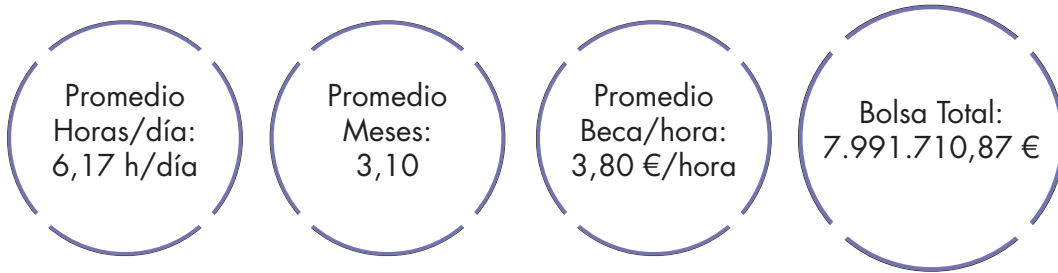 Promedio
Horas/día:
6,17 h/día
Promedio
Meses:
3,10
Promedio
Beca/hora:
3,80 €/hora
Bolsa Total:
7.991.710,87 €